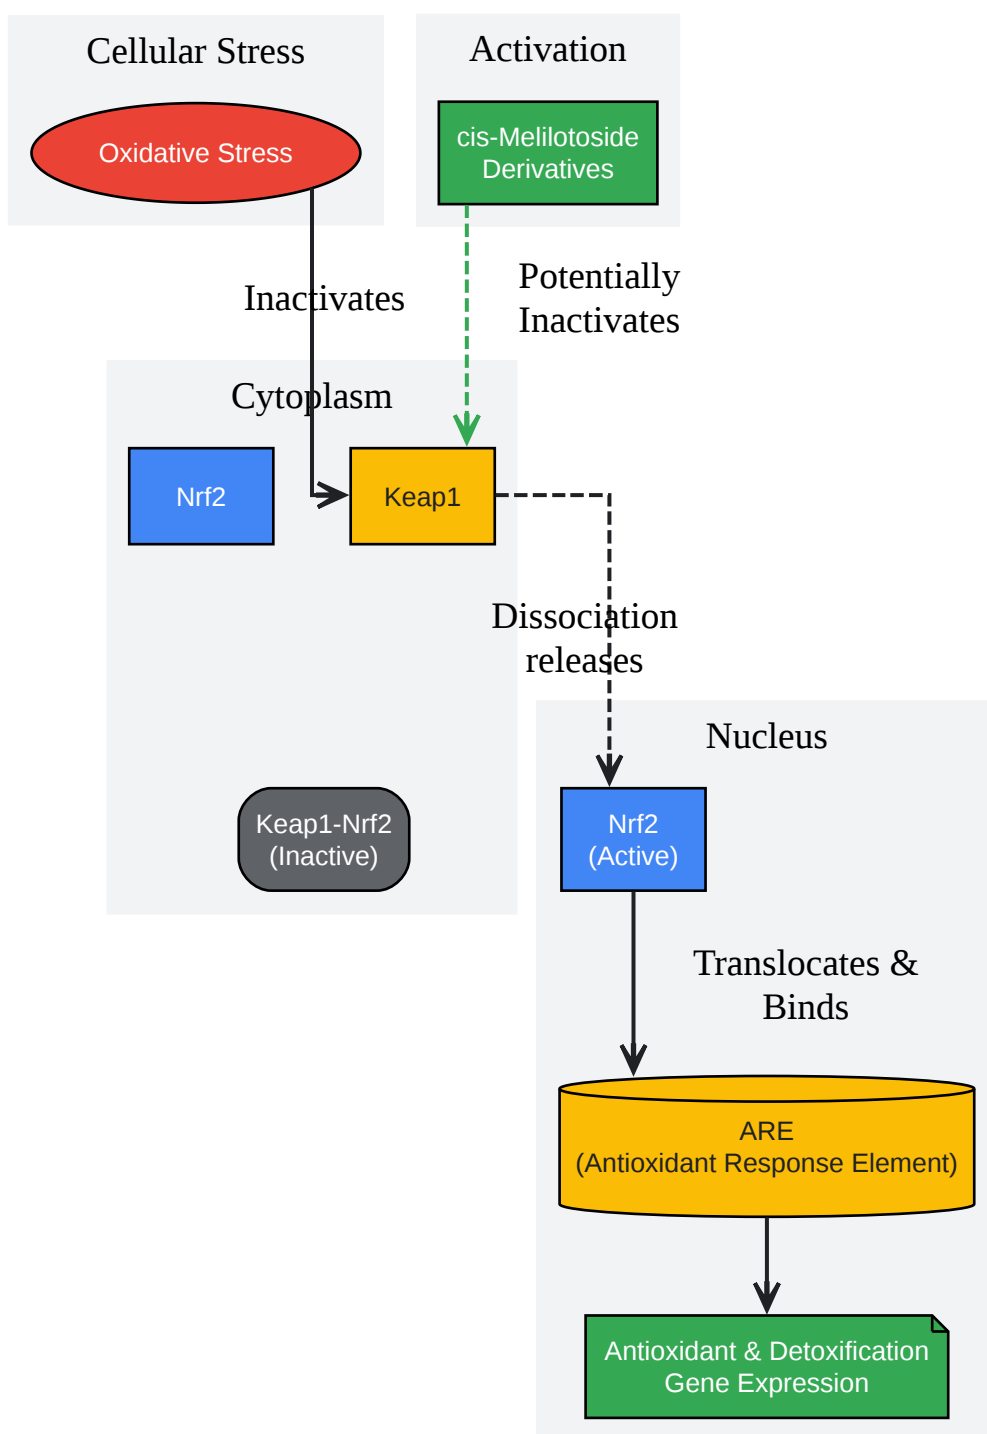 Cellular Stress
Oxidative Stress
Activation
cis-Melilotoside
Derivatives
Inactivates
Potentially
Inactivates
Cytoplasm
Nrf2
Keap1
Dissociation
releases
Nucleus
Keap1-Nrf2
(Inactive)
Nrf2
(Active)
Translocates &
Binds
ARE
(Antioxidant Response Element)
Antioxidant & Detoxification
Gene Expression